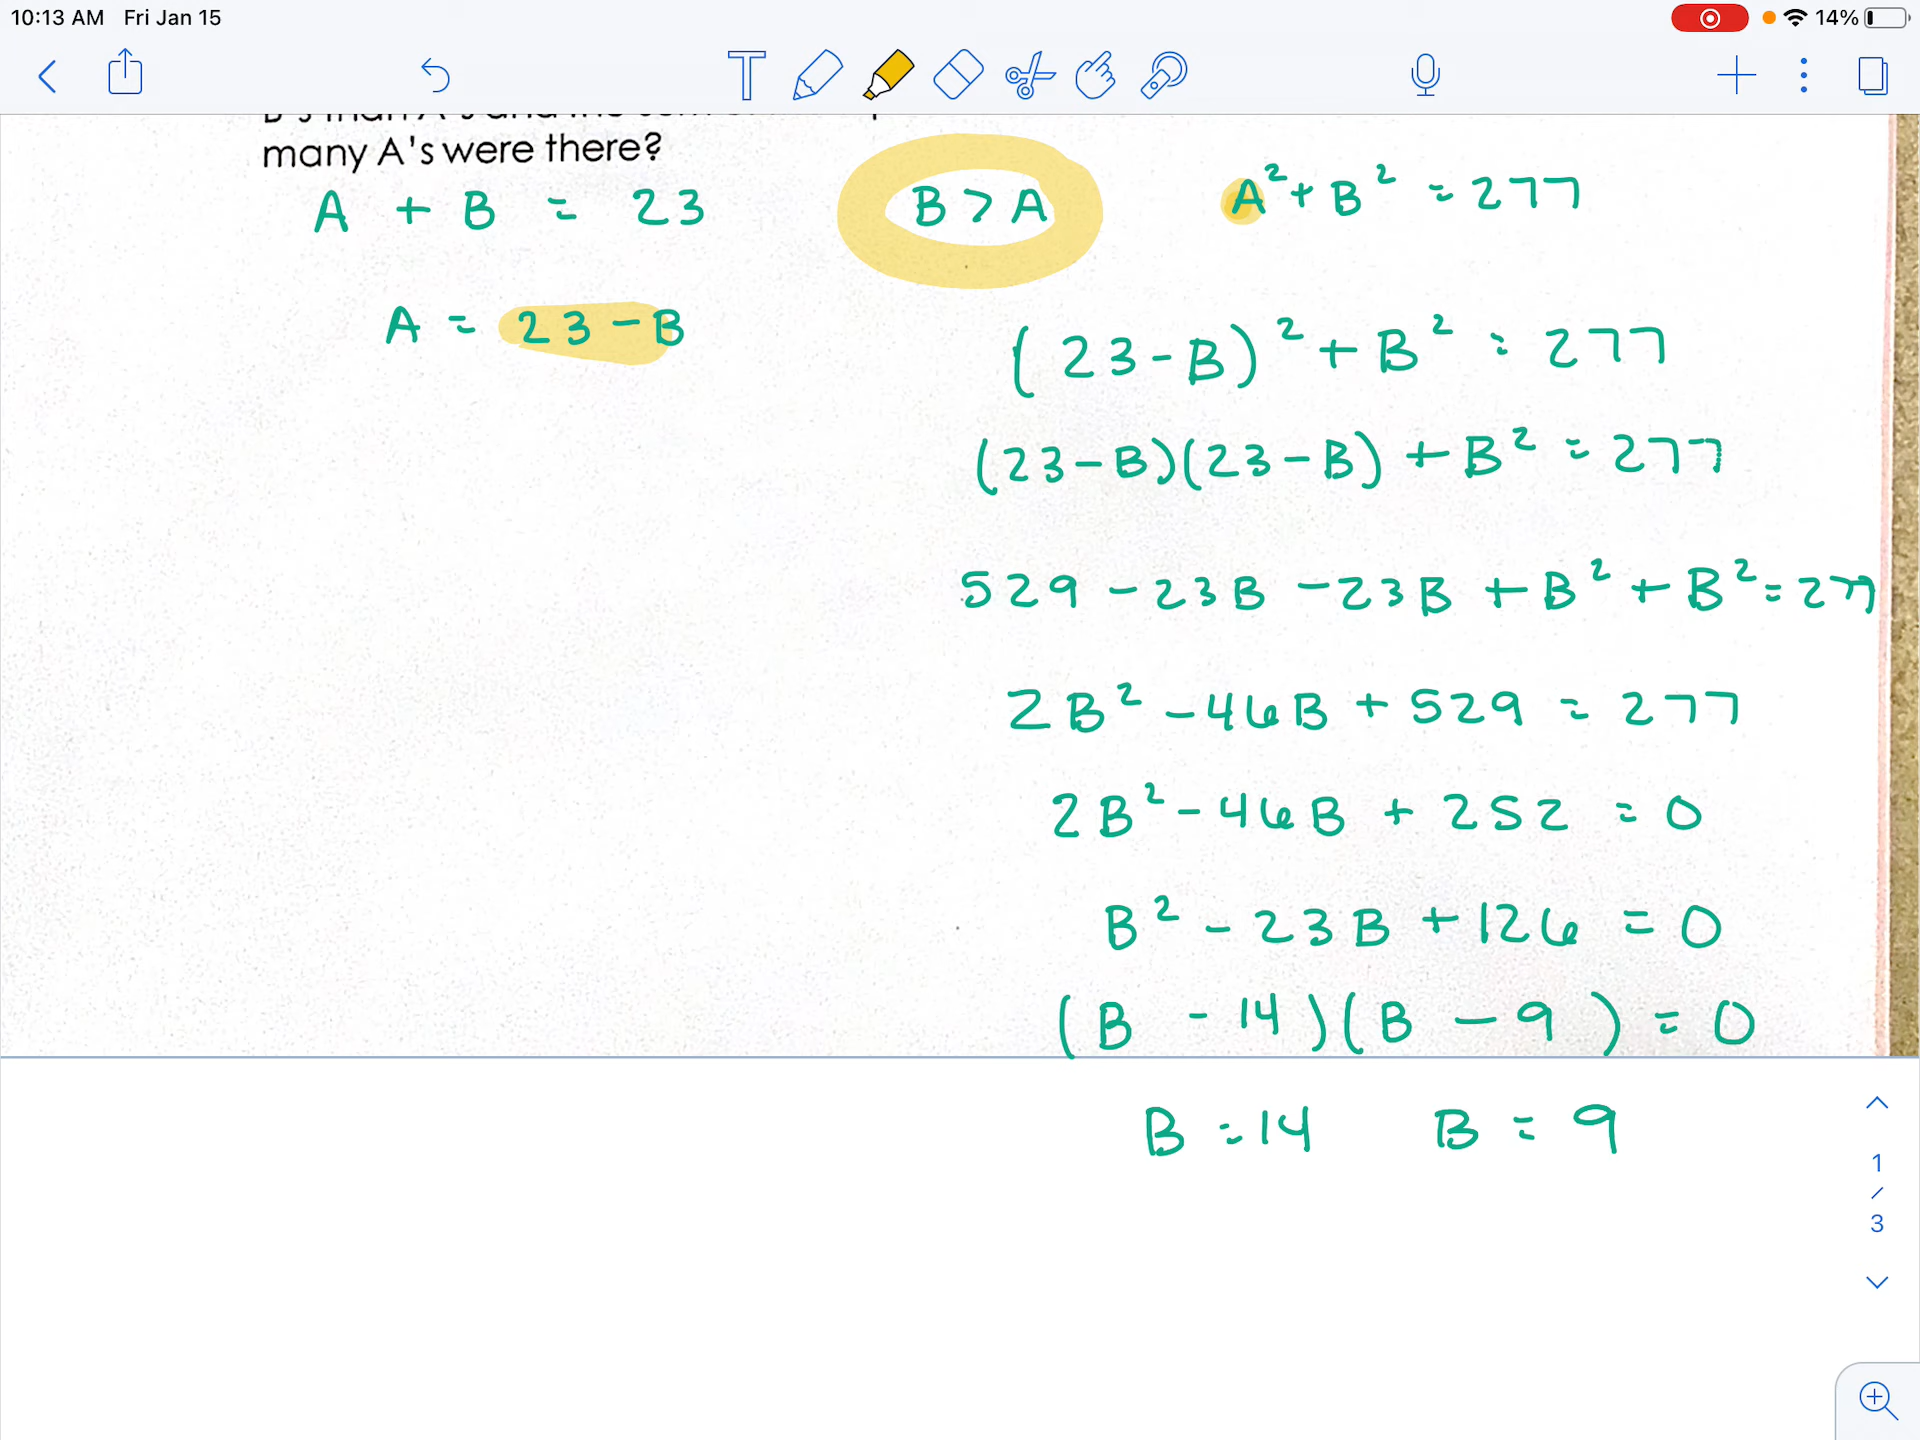 10:13 AM Fri Jan 15 14%
many A's were there?
A + B = 23
B > A
A² + B² = 277
A = 23 - B
(23 - B)² + B² = 277
(23 - B)(23 - B) + B² = 277
529 - 23B - 23B + B² + B² = 277
2B² - 46B + 529 = 277
2B² - 46B + 252 = 0
B² - 23B + 126 = 0
(B - 14)(B - 9) = 0
B = 14 B = 9
1
/
3